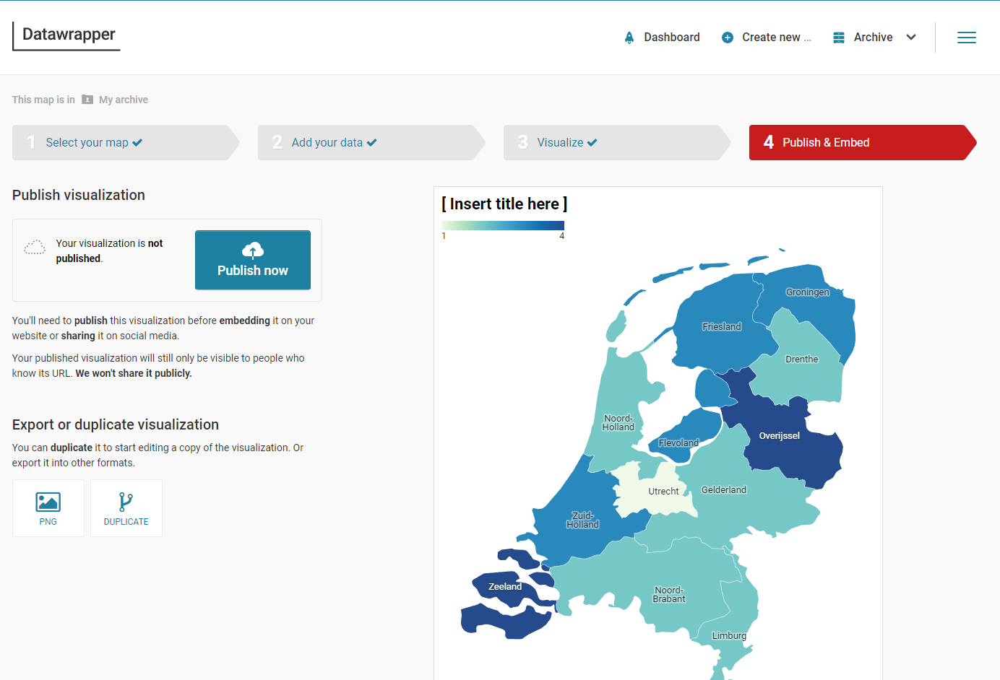 Datawrapper
Dashboard
Create new ...
Archive
This map is in My archive
1 Select your map
2 Add your data
3 Visualize
4 Publish & Embed
Publish visualization
Your visualization is not
published.
Publish now
You'll need to publish this visualization before embedding it on your
website or sharing it on social media.
Your published visualization will still only be visible to people who
know its URL. We won't share it publicly.
Export or duplicate visualization
You can duplicate it to start editing a copy of the visualization. Or
export it into other formats.
PNG
DUPLICATE
[ Insert title here ]
1
4
Groningen
Friesland
Drenthe
Noord-
Holland
Flevoland
Overijssel
Utrecht
Gelderland
Zuid-
Holland
Zeeland
Noord-
Brabant
Limburg